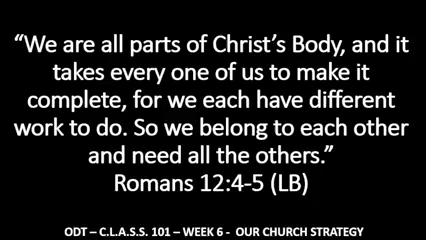 “We are all parts of Christ’s Body, and it
takes every one of us to make it
complete, for we each have different
work to do. So we belong to each other
and need all the others.”
Romans 12:4-5 (LB)
ODT – C.L.A.S.S. 101 – WEEK 6 - OUR CHURCH STRATEGY